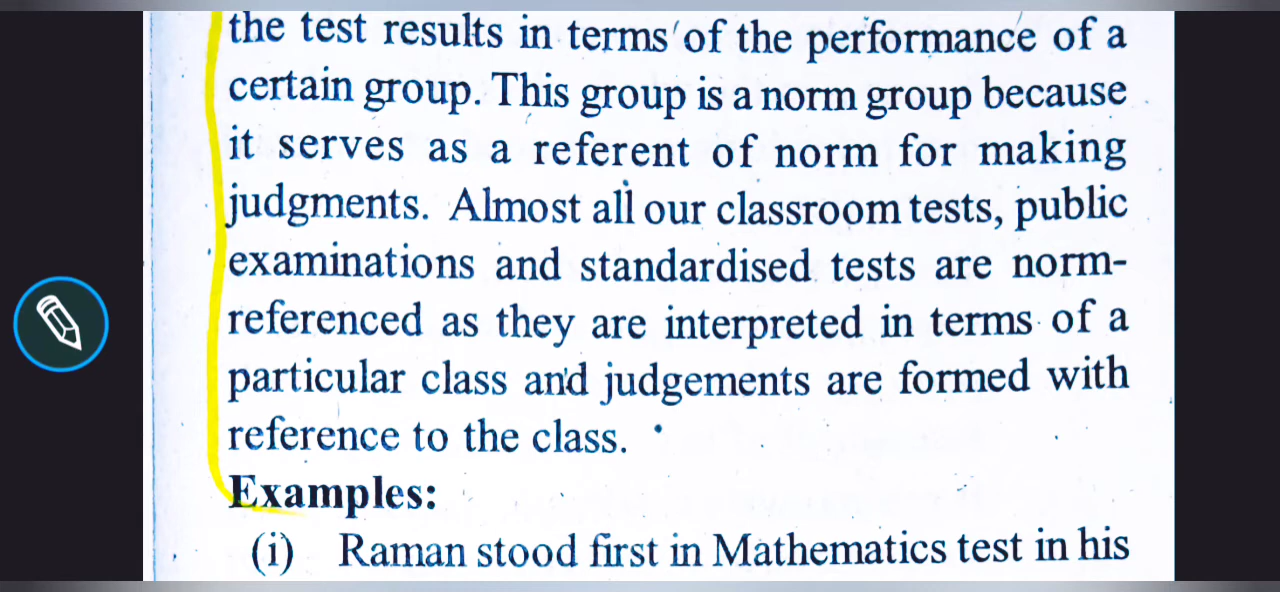 the test results in terms of the performance of a
certain group. This group is a norm group because
it serves as a referent of norm for making
judgments. Almost all our classroom tests, public
examinations and standardised tests are norm-
referenced as they are interpreted in terms of a
particular class and judgements are formed with
reference to the class.
Examples:
(i) Raman stood first in Mathematics test in his